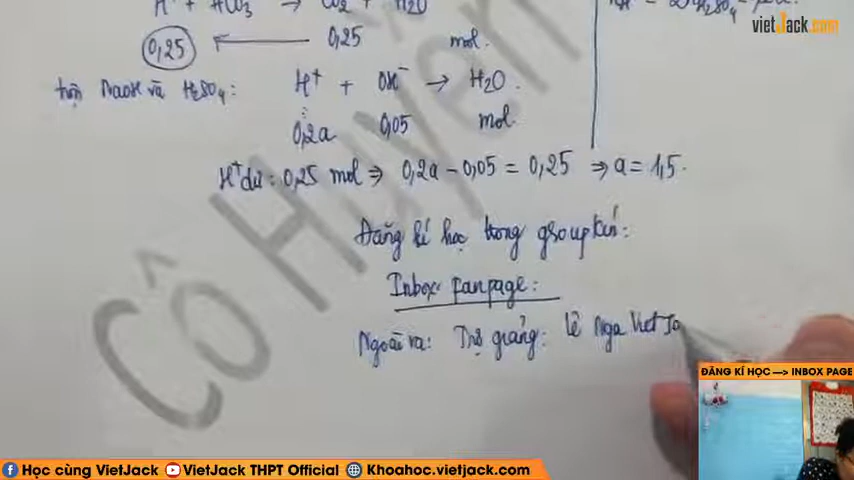 H⁺ + HCO₃⁻ → CO₂ + H₂O
0,25 ← 0,25 mol.
trộn NaOH và H₂SO₄: H⁺ + OH⁻ → H₂O.
0,2a 0,05 mol
H⁺dư: 0,25 mol ⇒ 0,2a - 0,05 = 0,25 ⇒ a = 1,5.
Đăng kí học trong group kín:
Inbox fanpage:
Ngoài ra: Trợ giảng: Lê Nga Viet Ja
vietJack.com
Cô Huyền
ĐĂNG KÍ HỌC —> INBOX PAGE
Học cùng VietJack VietJack THPT Official Khoahoc.vietjack.com